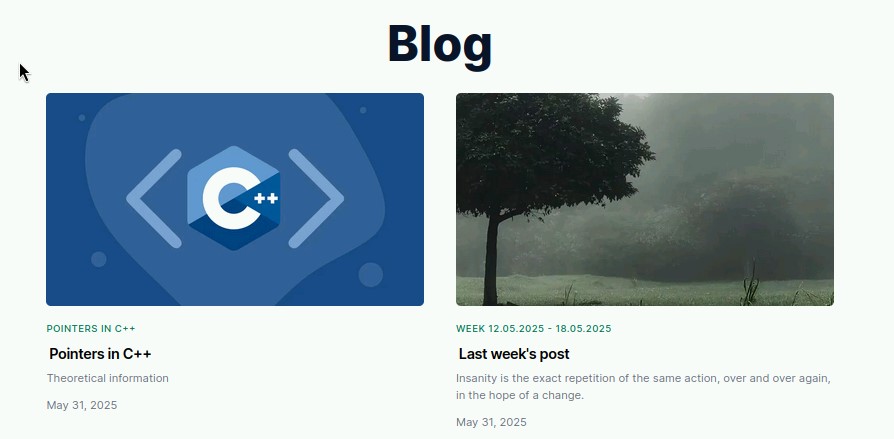 Blog
C++
POINTERS IN C++
Pointers in C++
Theoretical information
May 31, 2025
WEEK 12.05.2025 - 18.05.2025
Last week's post
Insanity is the exact repetition of the same action, over and over again,
in the hope of a change.
May 31, 2025